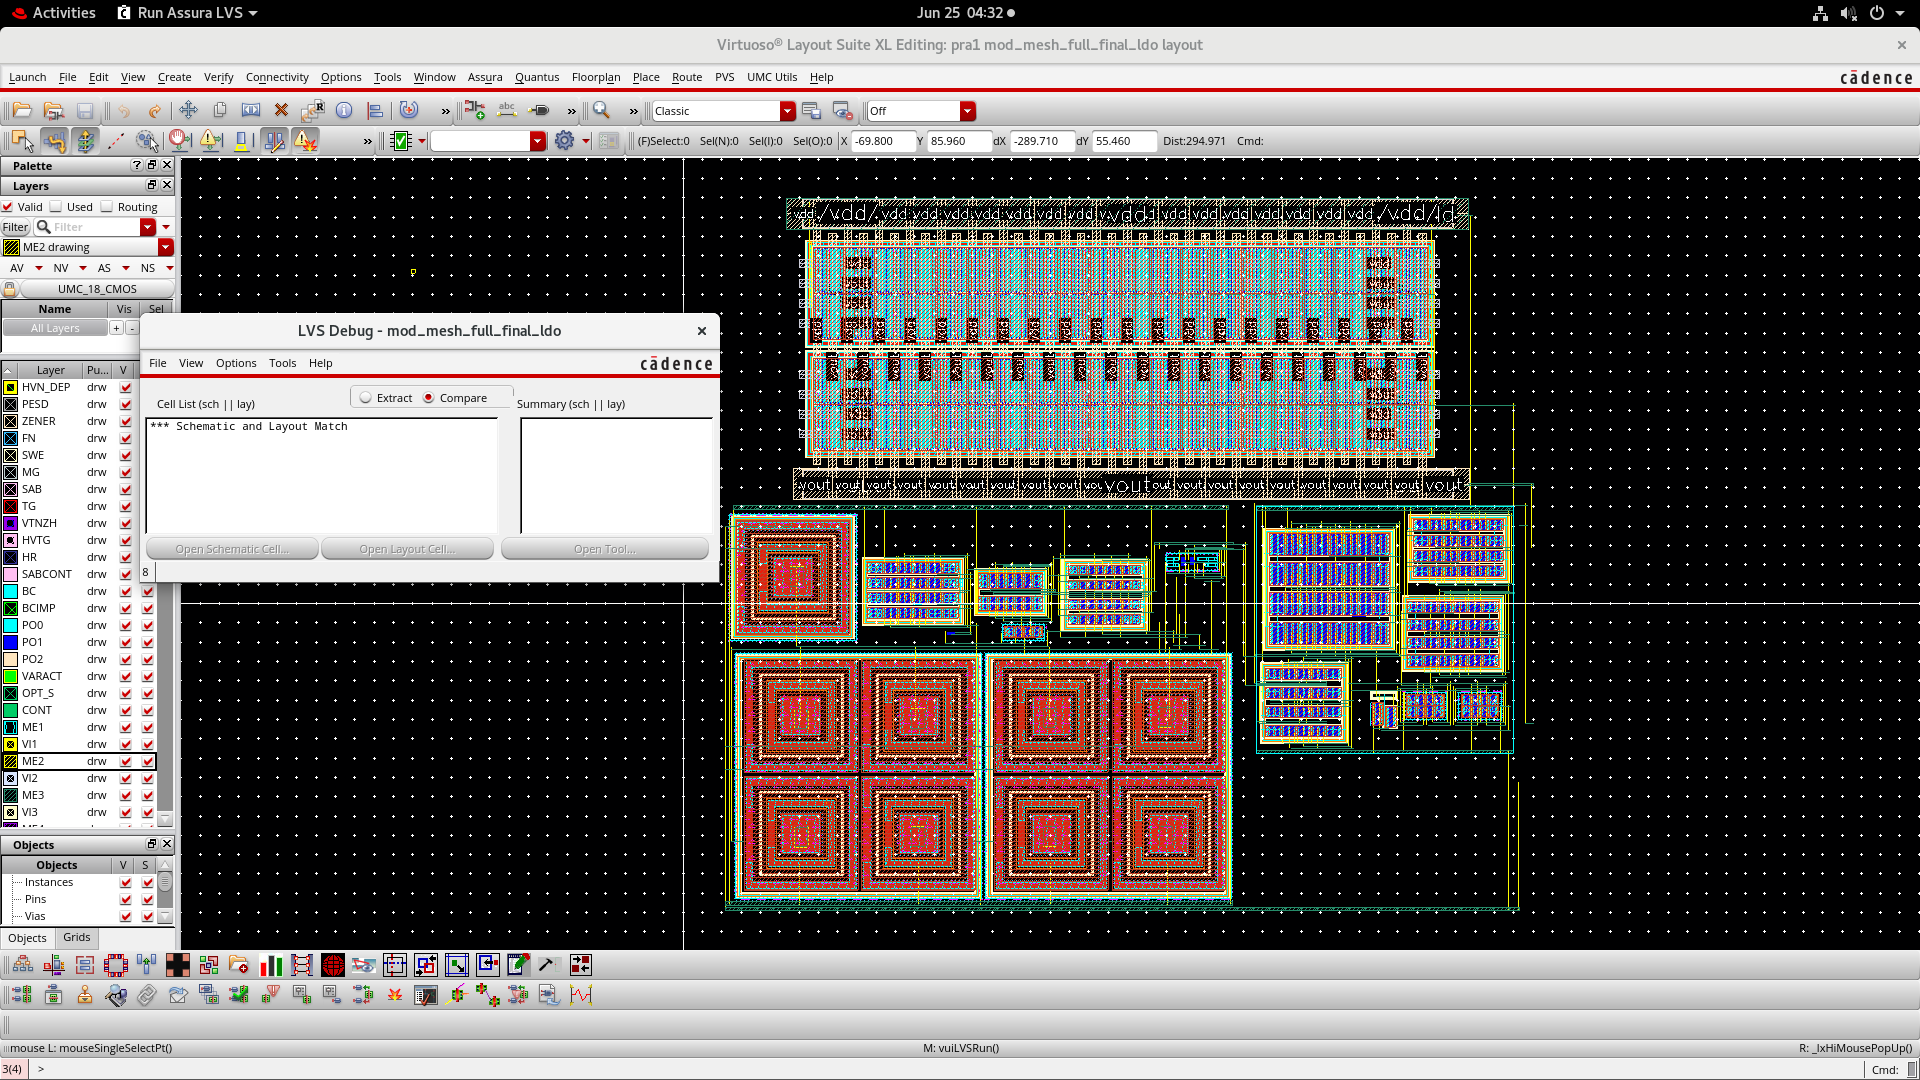 Activities
Run Assura LVS
Jun 25 04:32
Virtuoso® Layout Suite XL Editing: pra1 mod_mesh_full_final_ldo layout
Launch File Edit View Create Verify Connectivity Options Tools Window Assura Quantus Floorplan Place Route PVS UMC Utils Help
cādence
Classic
Off
(F)Select:0 Sel(N):0 Sel(I):0 Sel(O):0 X -69.800 Y 85.960 dX -289.710 dY 55.460 Dist:294.971 Cmd:
Palette
Layers
Valid Used Routing
Filter Filter
ME2 drawing
AV NV AS NS
UMC_18_CMOS
Name Vis Sel
All Layers + -
Layer Pu... V
HVN_DEP drw
PESD drw
ZENER drw
FN drw
SWE drw
MG drw
SAB drw
TG drw
VTNZH drw
HVTG drw
HR drw
SABCONT drw
BC drw
BCIMP drw
PO0 drw
PO1 drw
PO2 drw
VARACT drw
OPT_S drw
CONT drw
ME1 drw
VI1 drw
ME2 drw
VI2 drw
ME3 drw
VI3 drw
Objects
Objects V S
Instances
Pins
Vias
Objects Grids
LVS Debug - mod_mesh_full_final_ldo
File View Options Tools Help
cādence
Extract Compare
Cell List (sch || lay)
Summary (sch || lay)
*** Schematic and Layout Match
Open Schematic Cell... Open Layout Cell... Open Tool...
8
vdd /vdd/ vdd vdd vdd vdd vdd vdd vdd vdd vdd vdd vdd vdd vdd vdd
vout vout vout vout vout vout vout vout vout vout vout vout vout vout vout vout vout vout
mouse L: mouseSingleSelectPt()
M: vuiLVSRun()
R: _lxHiMousePopUp()
3(4) >
Cmd: